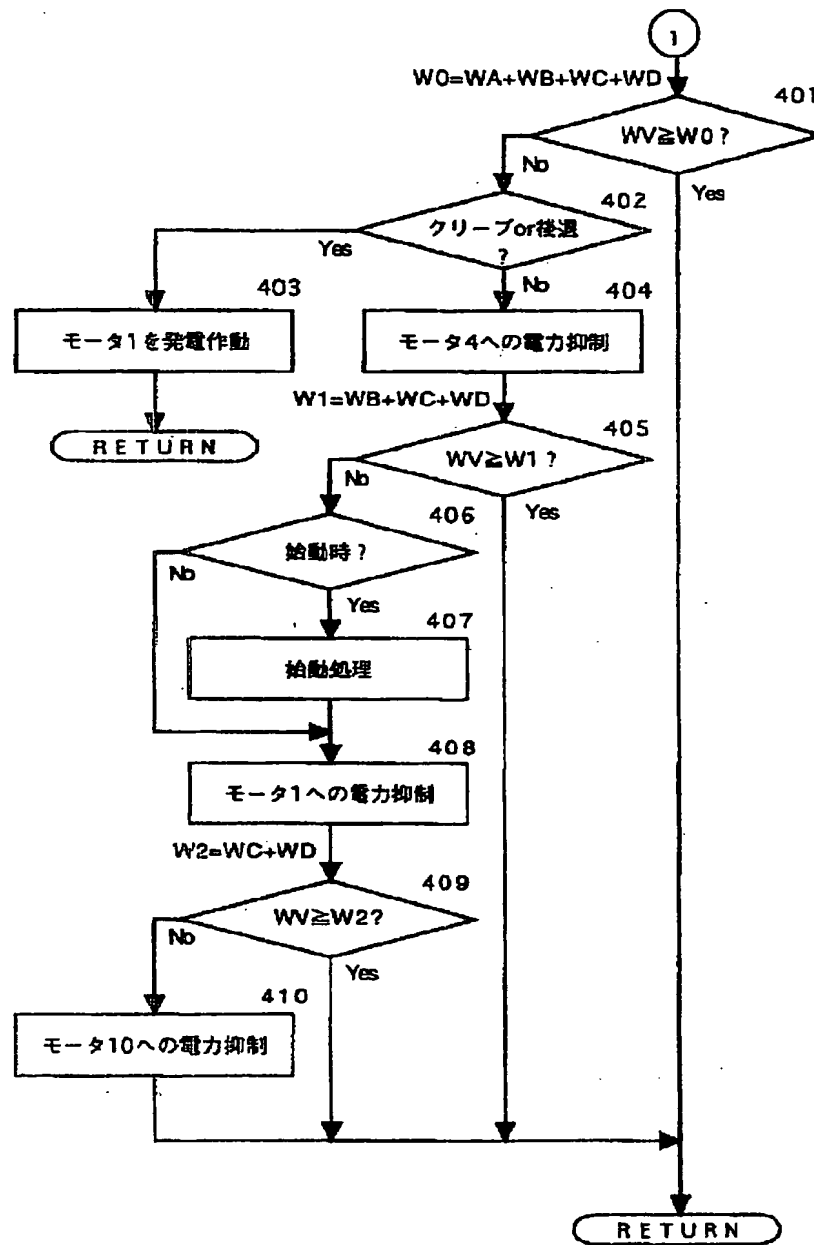 1
W0=WA+WB+WC+WD
401
WV≧W0?
No
Yes
402
クリープor後退
?
Yes
No
403
モータ1を発電作動
404
モータ4への電力抑制
RETURN
W1=WB+WC+WD
405
WV≧W1?
No
Yes
406
始動時?
No
Yes
407
始動処理
408
モータ1への電力抑制
W2=WC+WD
409
WV≧W2?
No
Yes
410
モータ10への電力抑制
RETURN